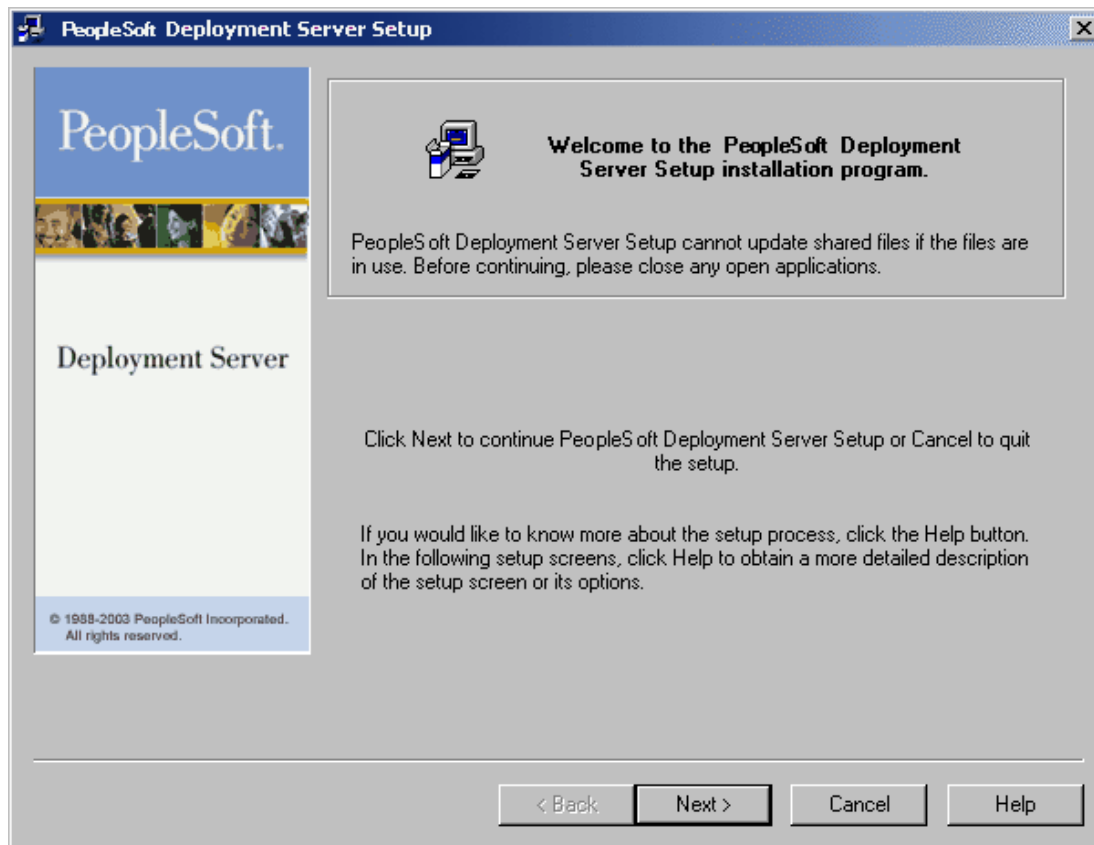 PeopleSoft Deployment Server Setup
PeopleSoft.
Welcome to the PeopleSoft Deployment
Server Setup installation program.
PeopleSoft Deployment Server Setup cannot update shared files if the files are
in use. Before continuing, please close any open applications.
Deployment Server
Click Next to continue PeopleSoft Deployment Server Setup or Cancel to quit
the setup.
If you would like to know more about the setup process, click the Help button.
In the following setup screens, click Help to obtain a more detailed description
of the setup screen or its options.
© 1988-2003 PeopleSoft Incorporated.
All rights reserved.
< Back
Next >
Cancel
Help